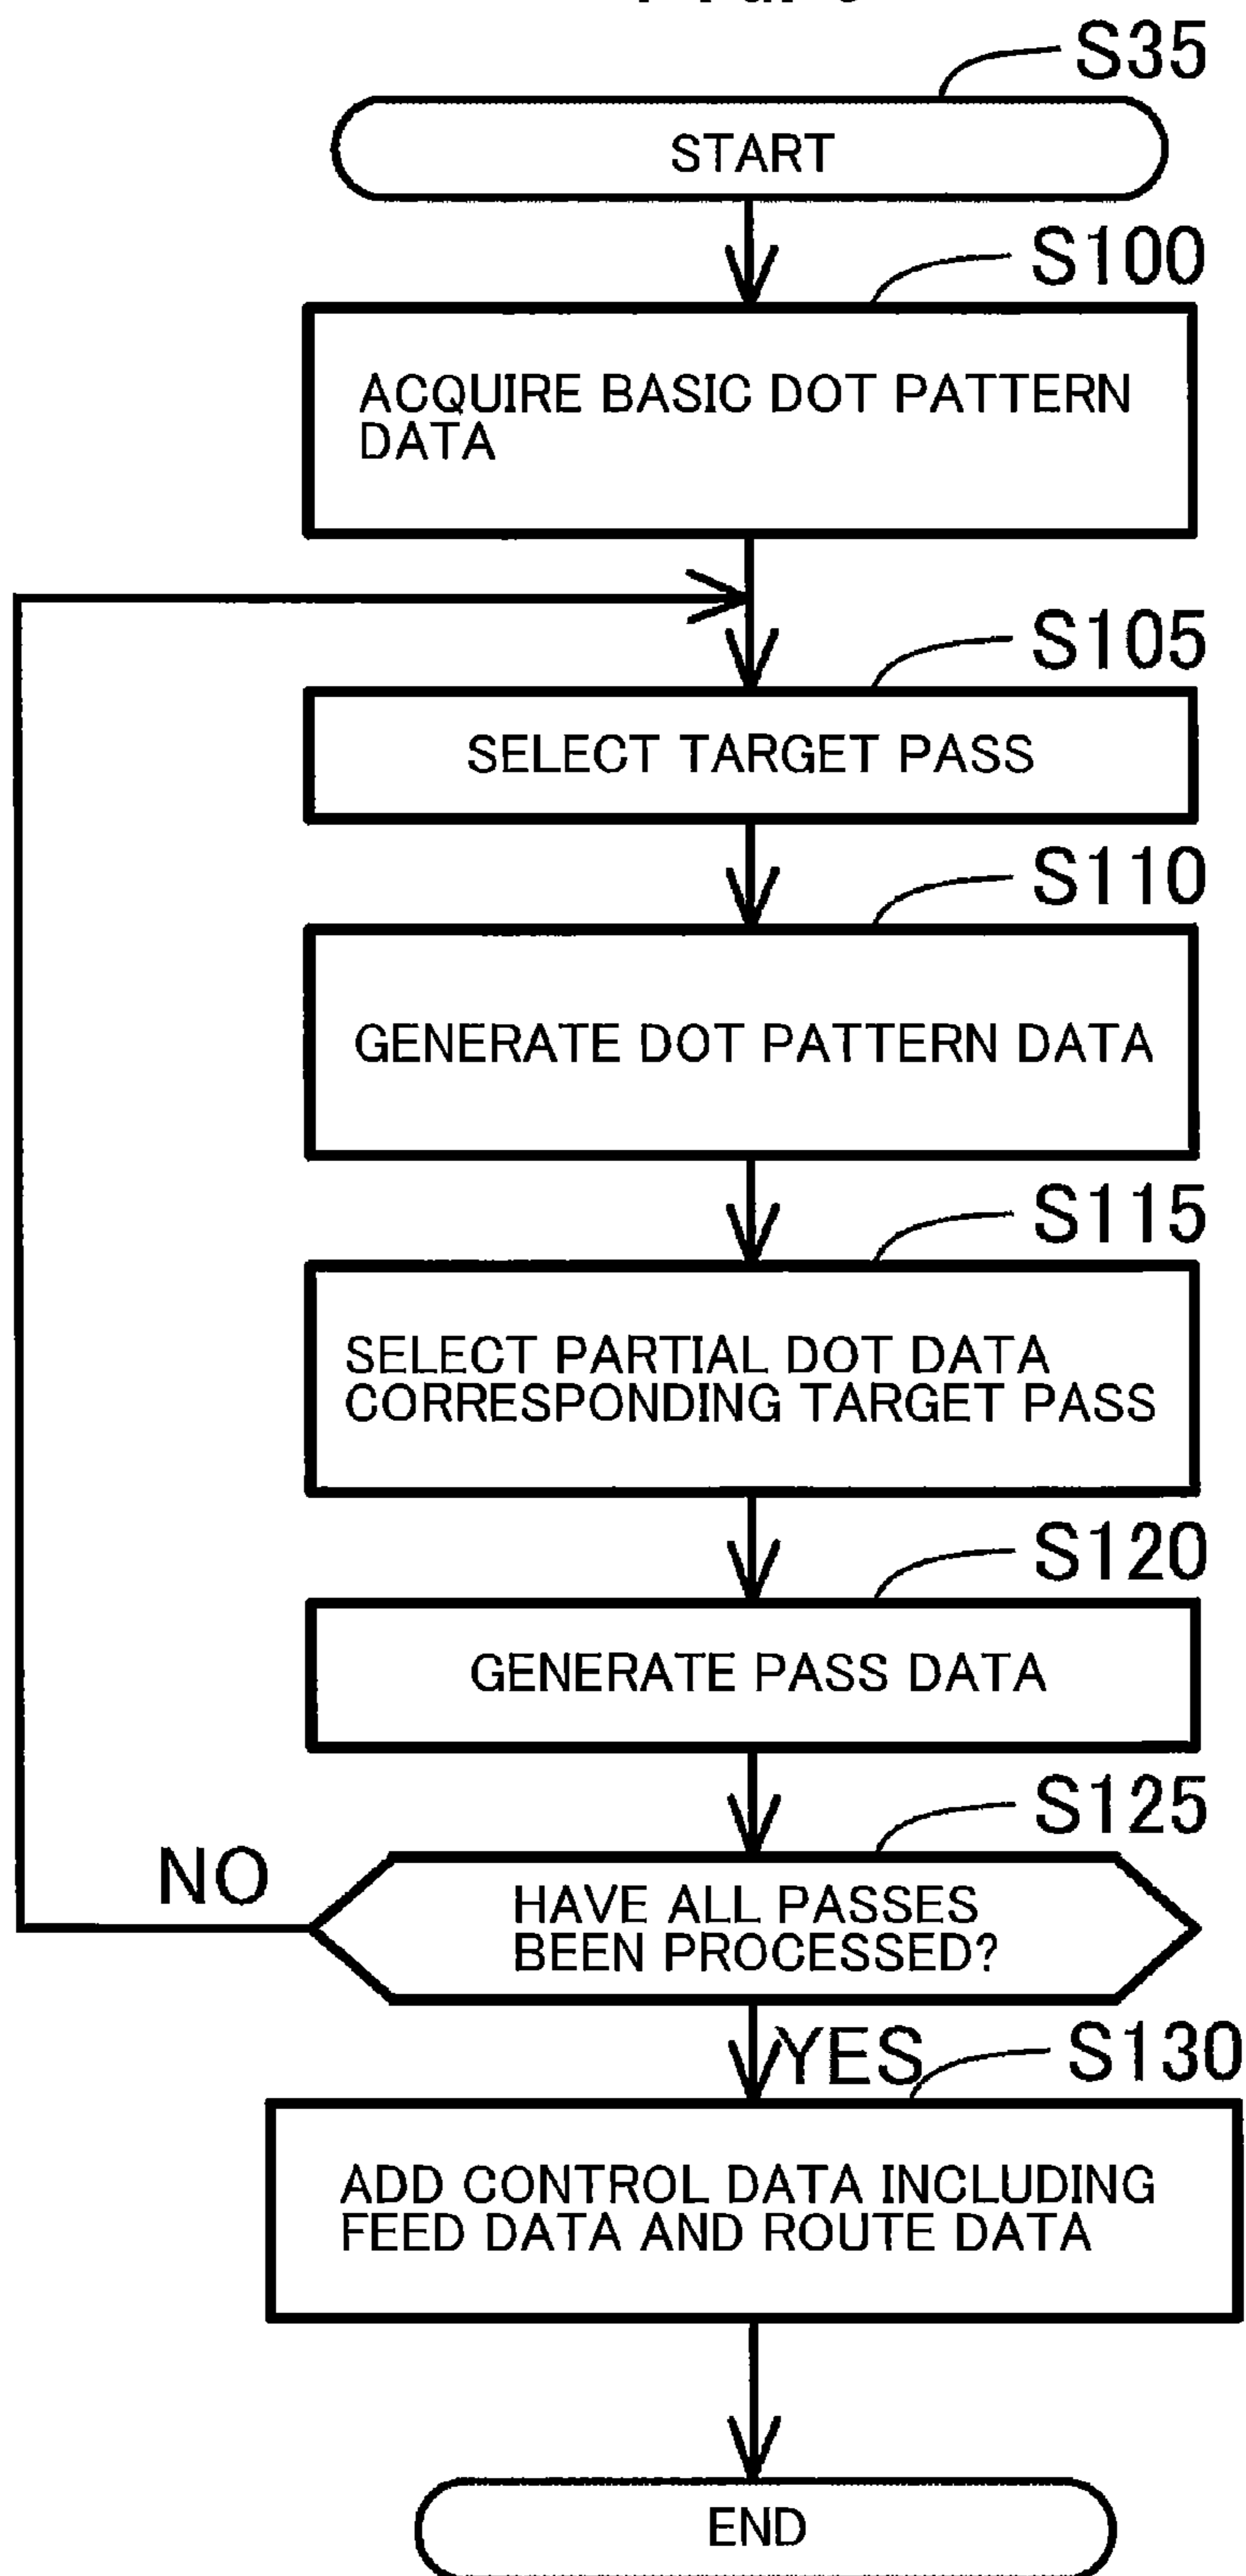 S35
START
S100
ACQUIRE BASIC DOT PATTERN
DATA
S105
SELECT TARGET PASS
S110
GENERATE DOT PATTERN DATA
S115
SELECT PARTIAL DOT DATA
CORRESPONDING TARGET PASS
S120
GENERATE PASS DATA
S125
NO
HAVE ALL PASSES
BEEN PROCESSED?
YES
S130
ADD CONTROL DATA INCLUDING
FEED DATA AND ROUTE DATA
END